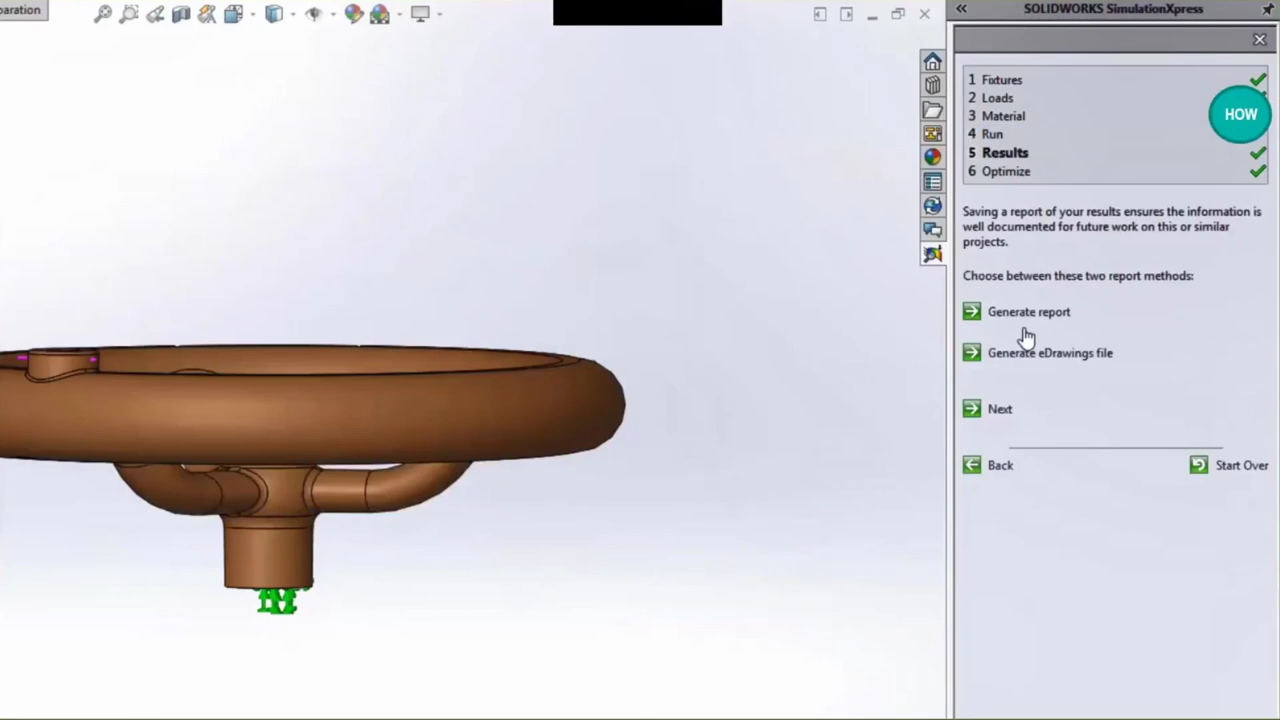 paration
SOLIDWORKS SimulationXpress
1 Fixtures
2 Loads
HOW
3 Material
4 Run
5 Results
6 Optimize
Saving a report of your results ensures the information is
well documented for future work on this or similar
projects.
Choose between these two report methods:
Generate report
Generate eDrawings file
Next
Back
Start Over